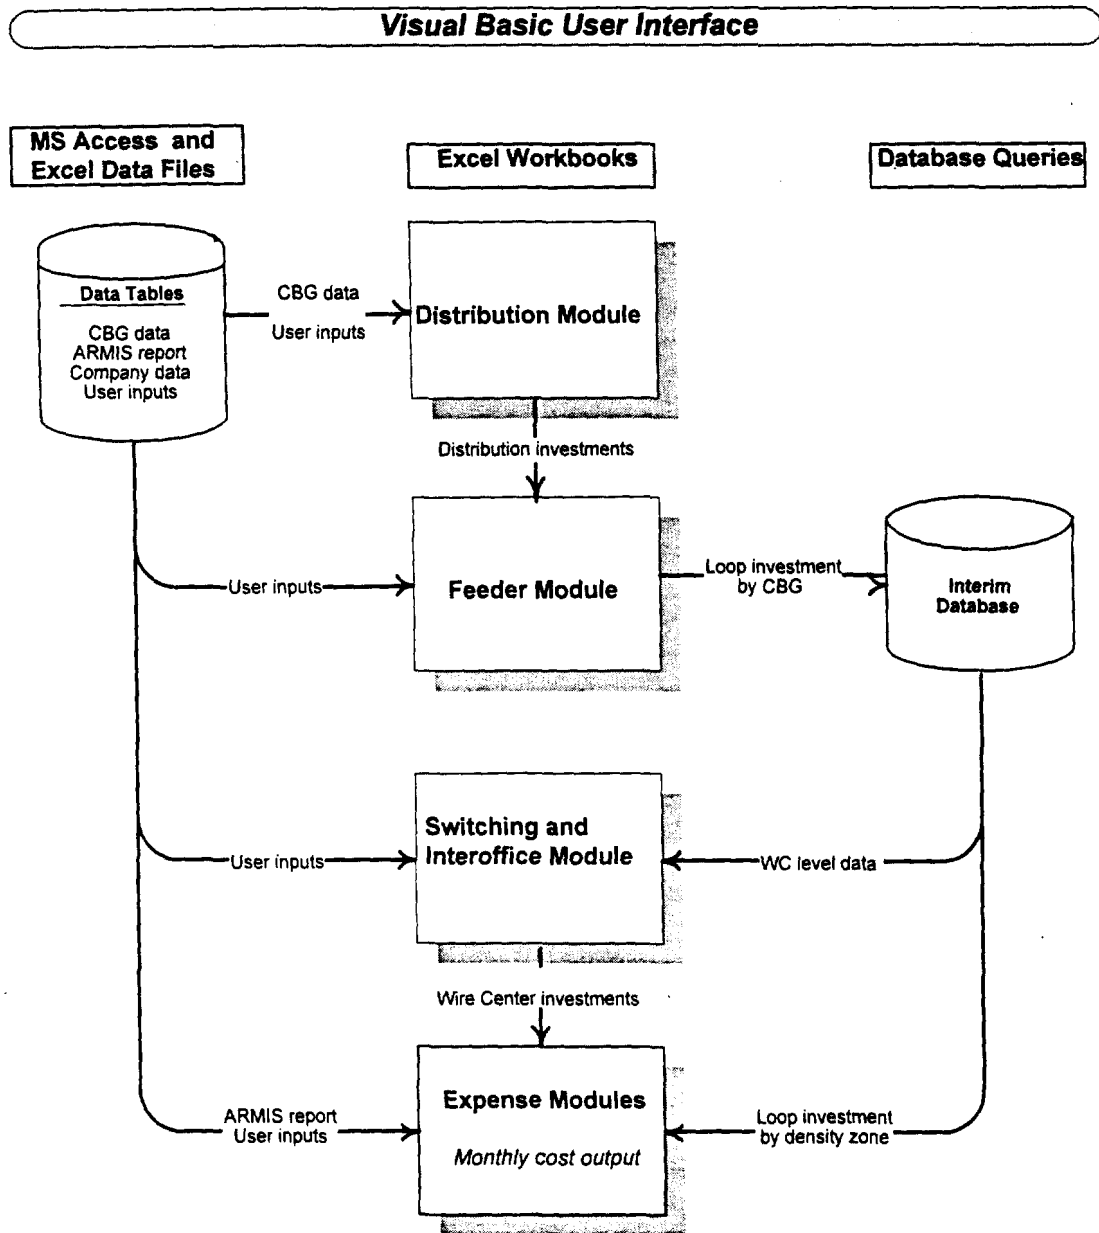 Visual Basic User Interface
MS Access and
Excel Data Files
Excel Workbooks
Database Queries
Data Tables
CBG data
ARMIS report
Company data
User inputs
CBG data
User inputs
Distribution Module
Distribution investments
User inputs
Feeder Module
Loop investment
by CBG
Interim
Database
User inputs
Switching and
Interoffice Module
WC level data
Wire Center investments
ARMIS report
User inputs
Expense Modules
Monthly cost output
Loop investment
by density zone